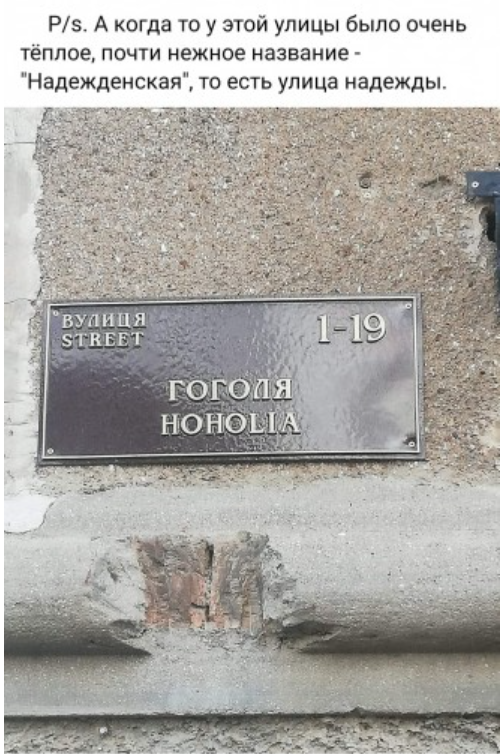 P/s. А когда то у этой улицы было очень
тёплое, почти нежное название -
"Надежденская", то есть улица надежды.
ВУЛИЦЯ
STREET
1-19
ГОГОЛЯ
HOHOLIA